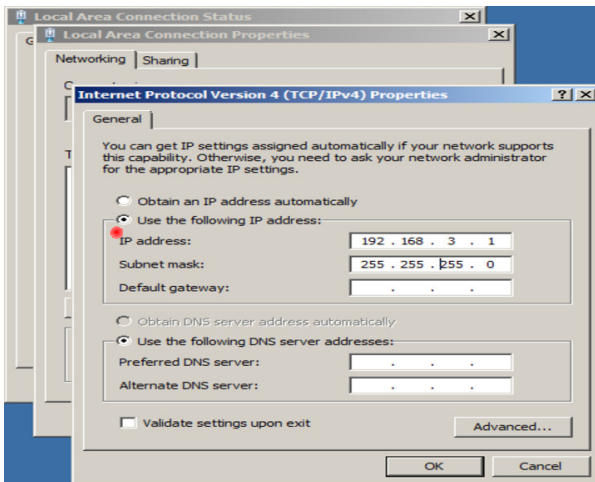 Local Area Connection Status
Local Area Connection Properties
Networking
Sharing
Internet Protocol Version 4 (TCP/IPv4) Properties
General
You can get IP settings assigned automatically if your network supports
this capability. Otherwise, you need to ask your network administrator
for the appropriate IP settings.
Obtain an IP address automatically
Use the following IP address:
IP address: 192 . 168 . 3 . 1
Subnet mask: 255 . 255 . 255 . 0
Default gateway: . . .
Obtain DNS server address automatically
Use the following DNS server addresses:
Preferred DNS server: . . .
Alternate DNS server: . . .
Validate settings upon exit
Advanced...
OK Cancel